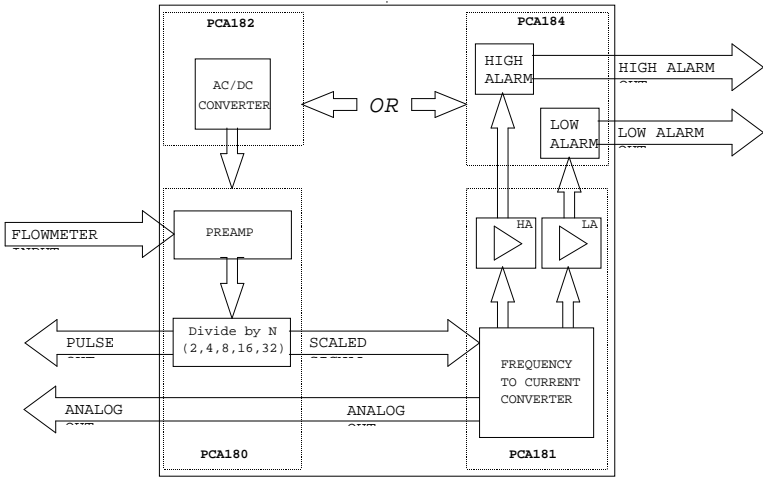 PCA182
PCA184
AC/DC
CONVERTER
OR
HIGH
ALARM
HIGH ALARM
LOW
ALARM
LOW ALARM
FLOWMETER
PREAMP
HA
LA
Divide by N
(2,4,8,16,32)
PULSE
SCALED
FREQUENCY
TO CURRENT
CONVERTER
ANALOG
ANALOG
PCA180
PCA181